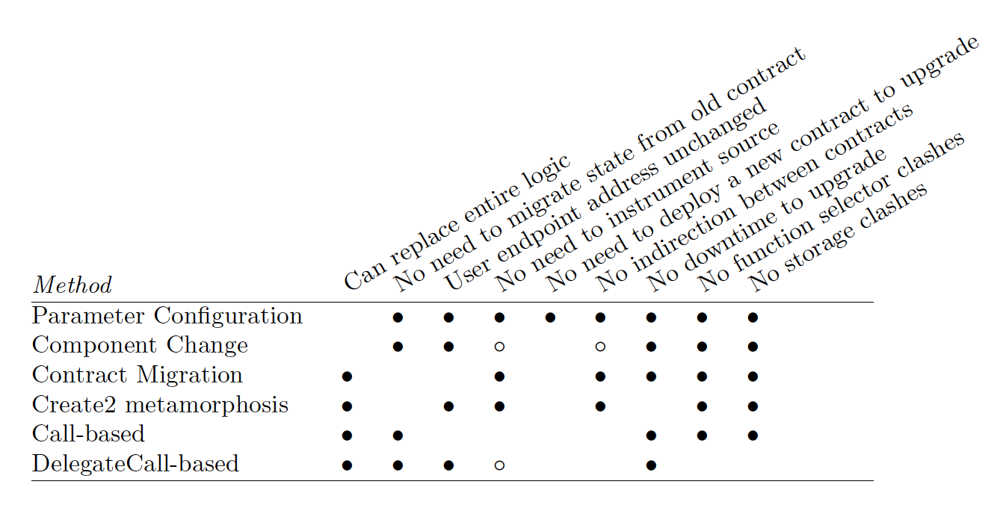 Can replace entire logic
No need to migrate state from old contract
User endpoint address unchanged
No need to instrument source
No need to deploy a new contract to upgrade
No indirection between contracts
No downtime to upgrade
No function selector clashes
No storage clashes
Method
Parameter Configuration ● ● ● ● ● ● ● ●
Component Change ● ● ○ ○ ● ● ●
Contract Migration ● ● ● ● ● ●
Create2 metamorphosis ● ● ● ● ● ●
Call-based ● ● ● ● ●
DelegateCall-based ● ● ● ○ ●